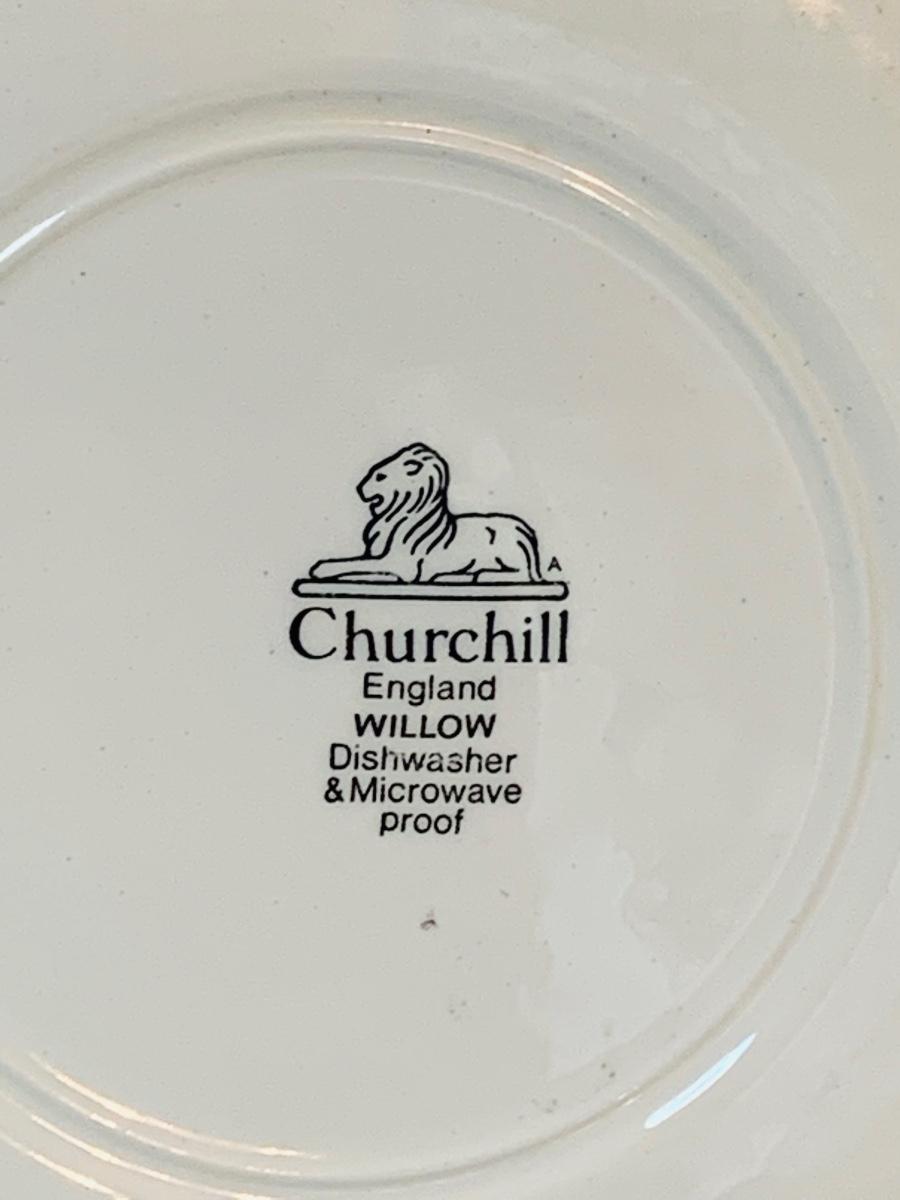 A
Churchill
England
WILLOW
Dishwasher
&Microwave
proof